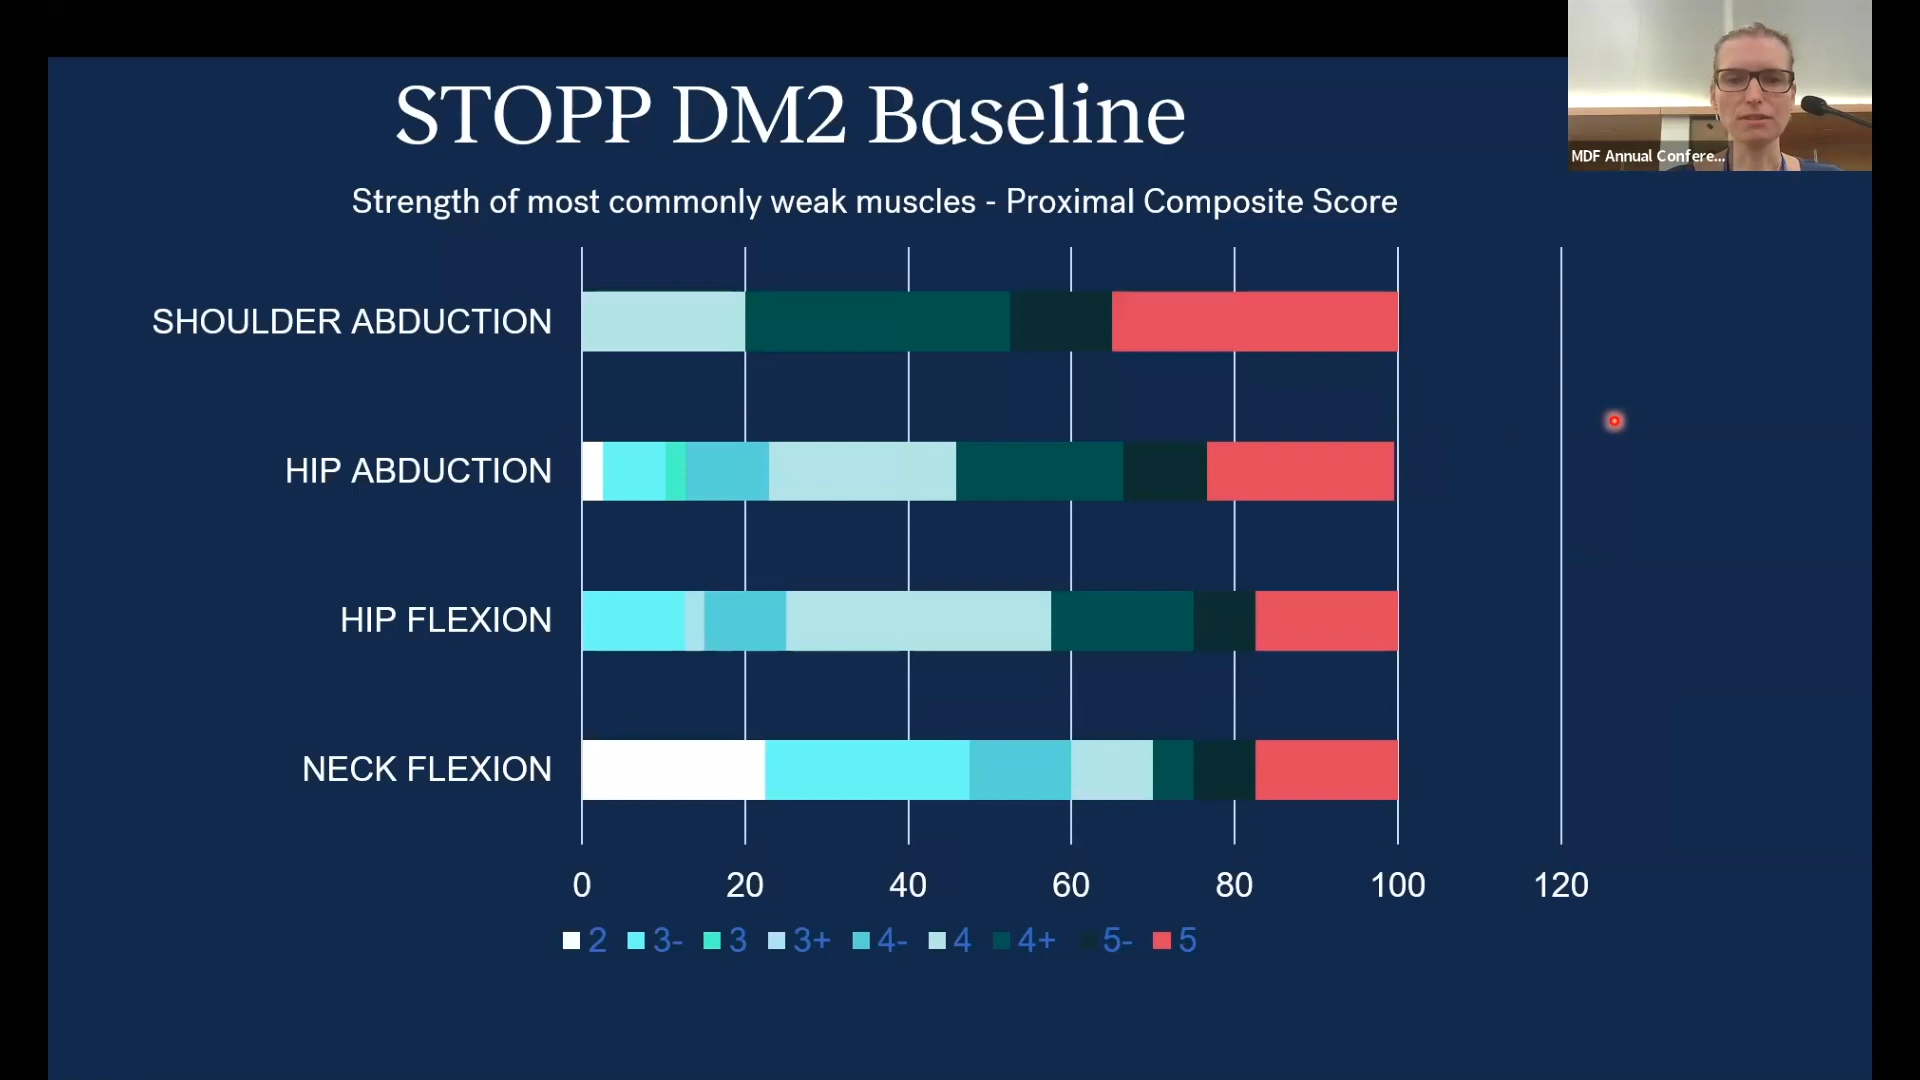 STOPP DM2 Baseline
MDF Annual Confere...
Strength of most commonly weak muscles - Proximal Composite Score
SHOULDER ABDUCTION
HIP ABDUCTION
HIP FLEXION
NECK FLEXION
0 20 40 60 80 100 120
2 3- 3 3+ 4- 4 4+ 5- 5